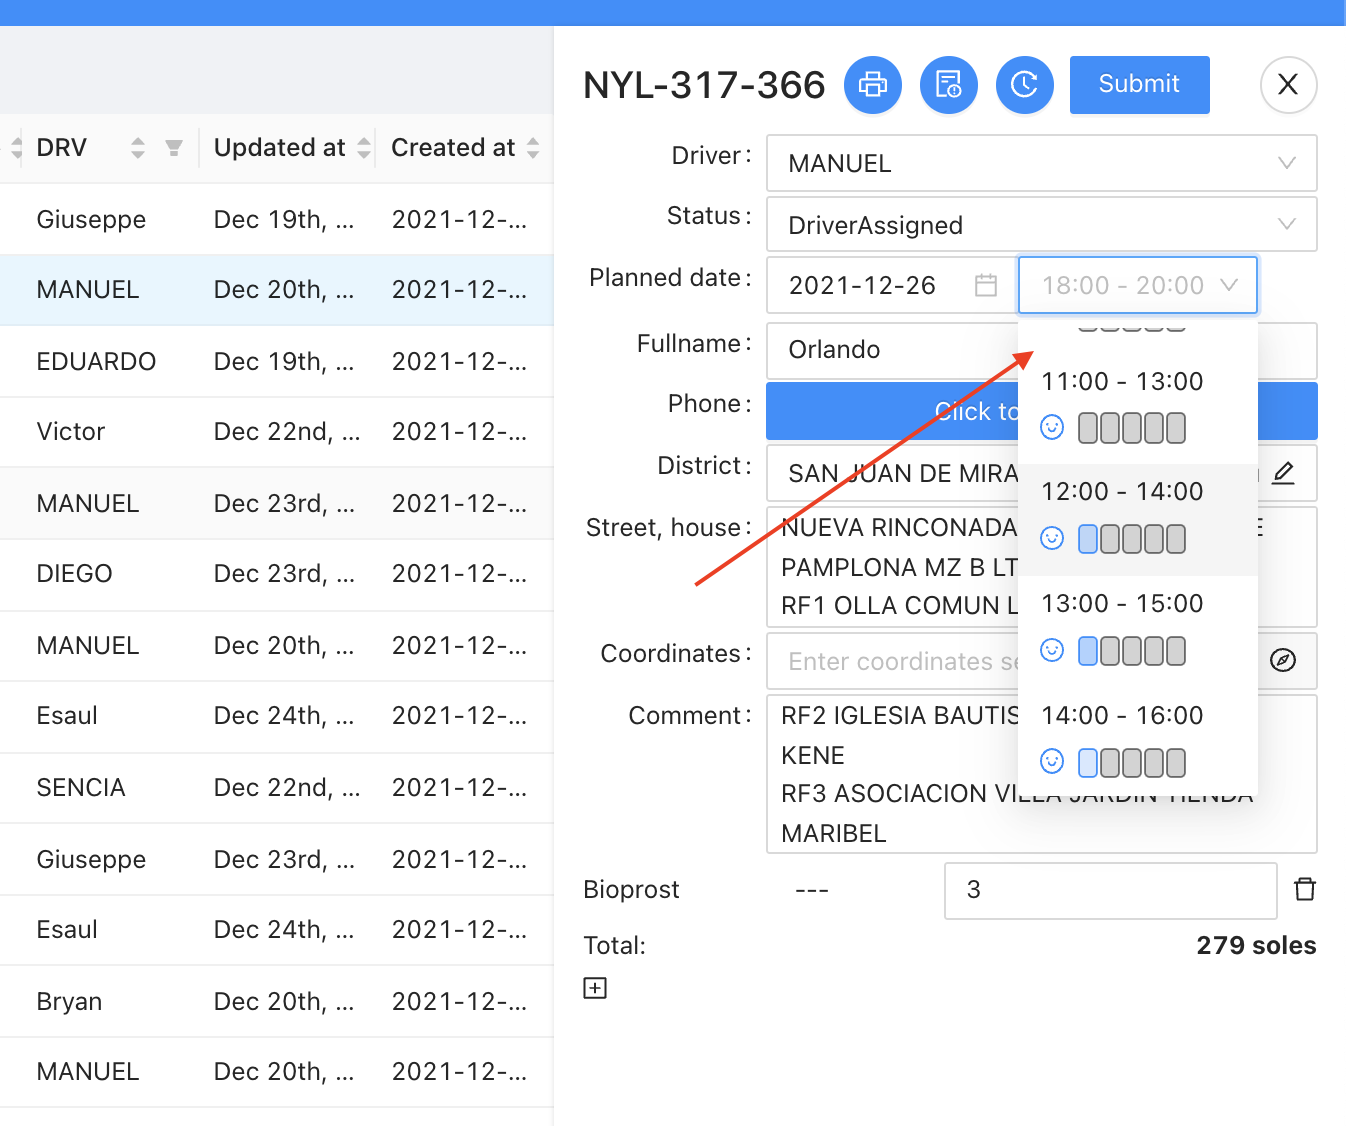 NYL-317-366
Submit
X
DRV Updated at Created at
Giuseppe Dec 19th, ... 2021-12-...
MANUEL Dec 20th, ... 2021-12-...
EDUARDO Dec 19th, ... 2021-12-...
Victor Dec 22nd, ... 2021-12-...
MANUEL Dec 23rd, ... 2021-12-...
DIEGO Dec 23rd, ... 2021-12-...
MANUEL Dec 20th, ... 2021-12-...
Esaul Dec 24th, ... 2021-12-...
SENCIA Dec 22nd, ... 2021-12-...
Giuseppe Dec 23rd, ... 2021-12-...
Esaul Dec 24th, ... 2021-12-...
Bryan Dec 20th, ... 2021-12-...
MANUEL Dec 20th, ... 2021-12-...
Driver: MANUEL
Status: DriverAssigned
Planned date: 2021-12-26 18:00 - 20:00
Fullname: Orlando
Phone: Click to
District: SAN JUAN DE MIRA
Street, house: NUEVA RINCONADA
PAMPLONA MZ B LT
RF1 OLLA COMUN L
Coordinates: Enter coordinates se
Comment: RF2 IGLESIA BAUTIS
KENE
RF3 ASOCIACION VILLA JARDIN TIENDA
MARIBEL
11:00 - 13:00
12:00 - 14:00
13:00 - 15:00
14:00 - 16:00
Bioprost --- 3
Total: 279 soles